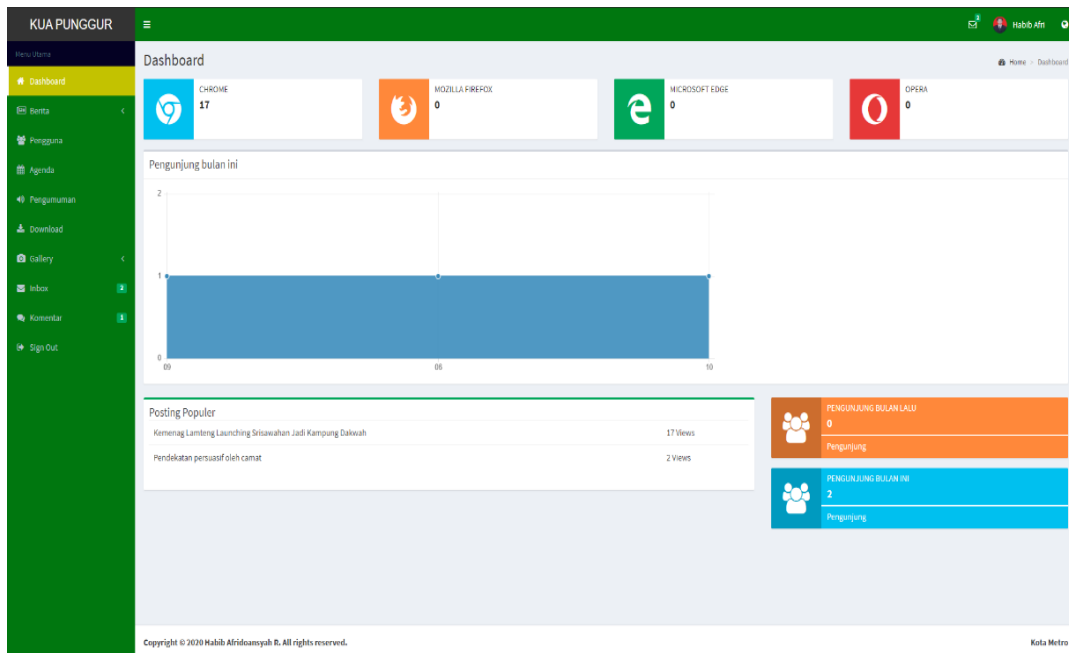 KUA PUNGGUR
2
Habib Afri
Menu Utama
Dashboard
Berita
Pengguna
Agenda
Pengumuman
Download
Gallery
Inbox 2
Komentar 1
Sign Out
Dashboard
Home > Dashboard
CHROME
17
MOZILLA FIREFOX
0
MICROSOFT EDGE
0
OPERA
0
Pengunjung bulan ini
2
1
0
09 08 10
Posting Populer
Kemenag Lamteng Launching Srisawahan Jadi Kampung Dakwah 17 Views
Pendekatan persuasif oleh camat 2 Views
PENGUNJUNG BULAN LALU
0
Pengunjung
PENGUNJUNG BULAN INI
2
Pengunjung
Copyright © 2020 Habib Afridoansyah R. All rights reserved.
Kota Metro